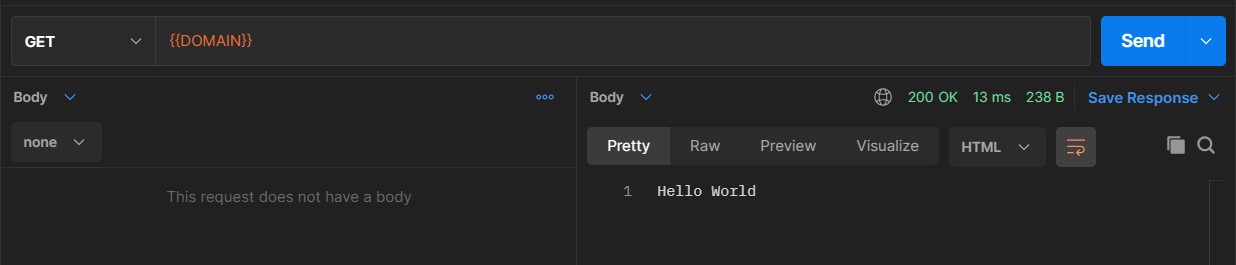 GET {{DOMAIN}} Send
Body
Body 200 OK 13 ms 238 B Save Response
none
Pretty Raw Preview Visualize HTML
This request does not have a body
1 Hello World